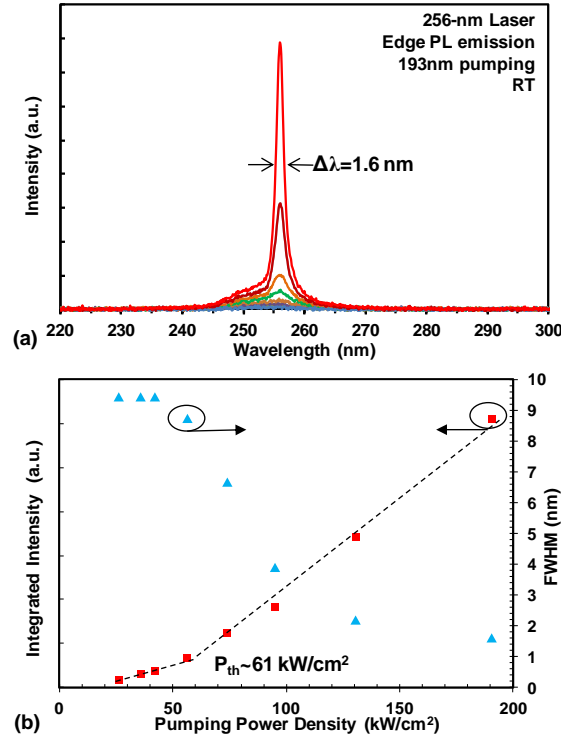 256-nm Laser
Edge PL emission
193nm pumping
RT
Intensity (a.u.)
Δλ=1.6 nm
220 230 240 250 260 270 280 290 300
Wavelength (nm)
(a)
10
9
8
7
6
5
4
3
2
1
0
Integrated Intensity (a.u.)
FWHM (nm)
Pth~61 kW/cm²
0 50 100 150 200
Pumping Power Density (kW/cm²)
(b)